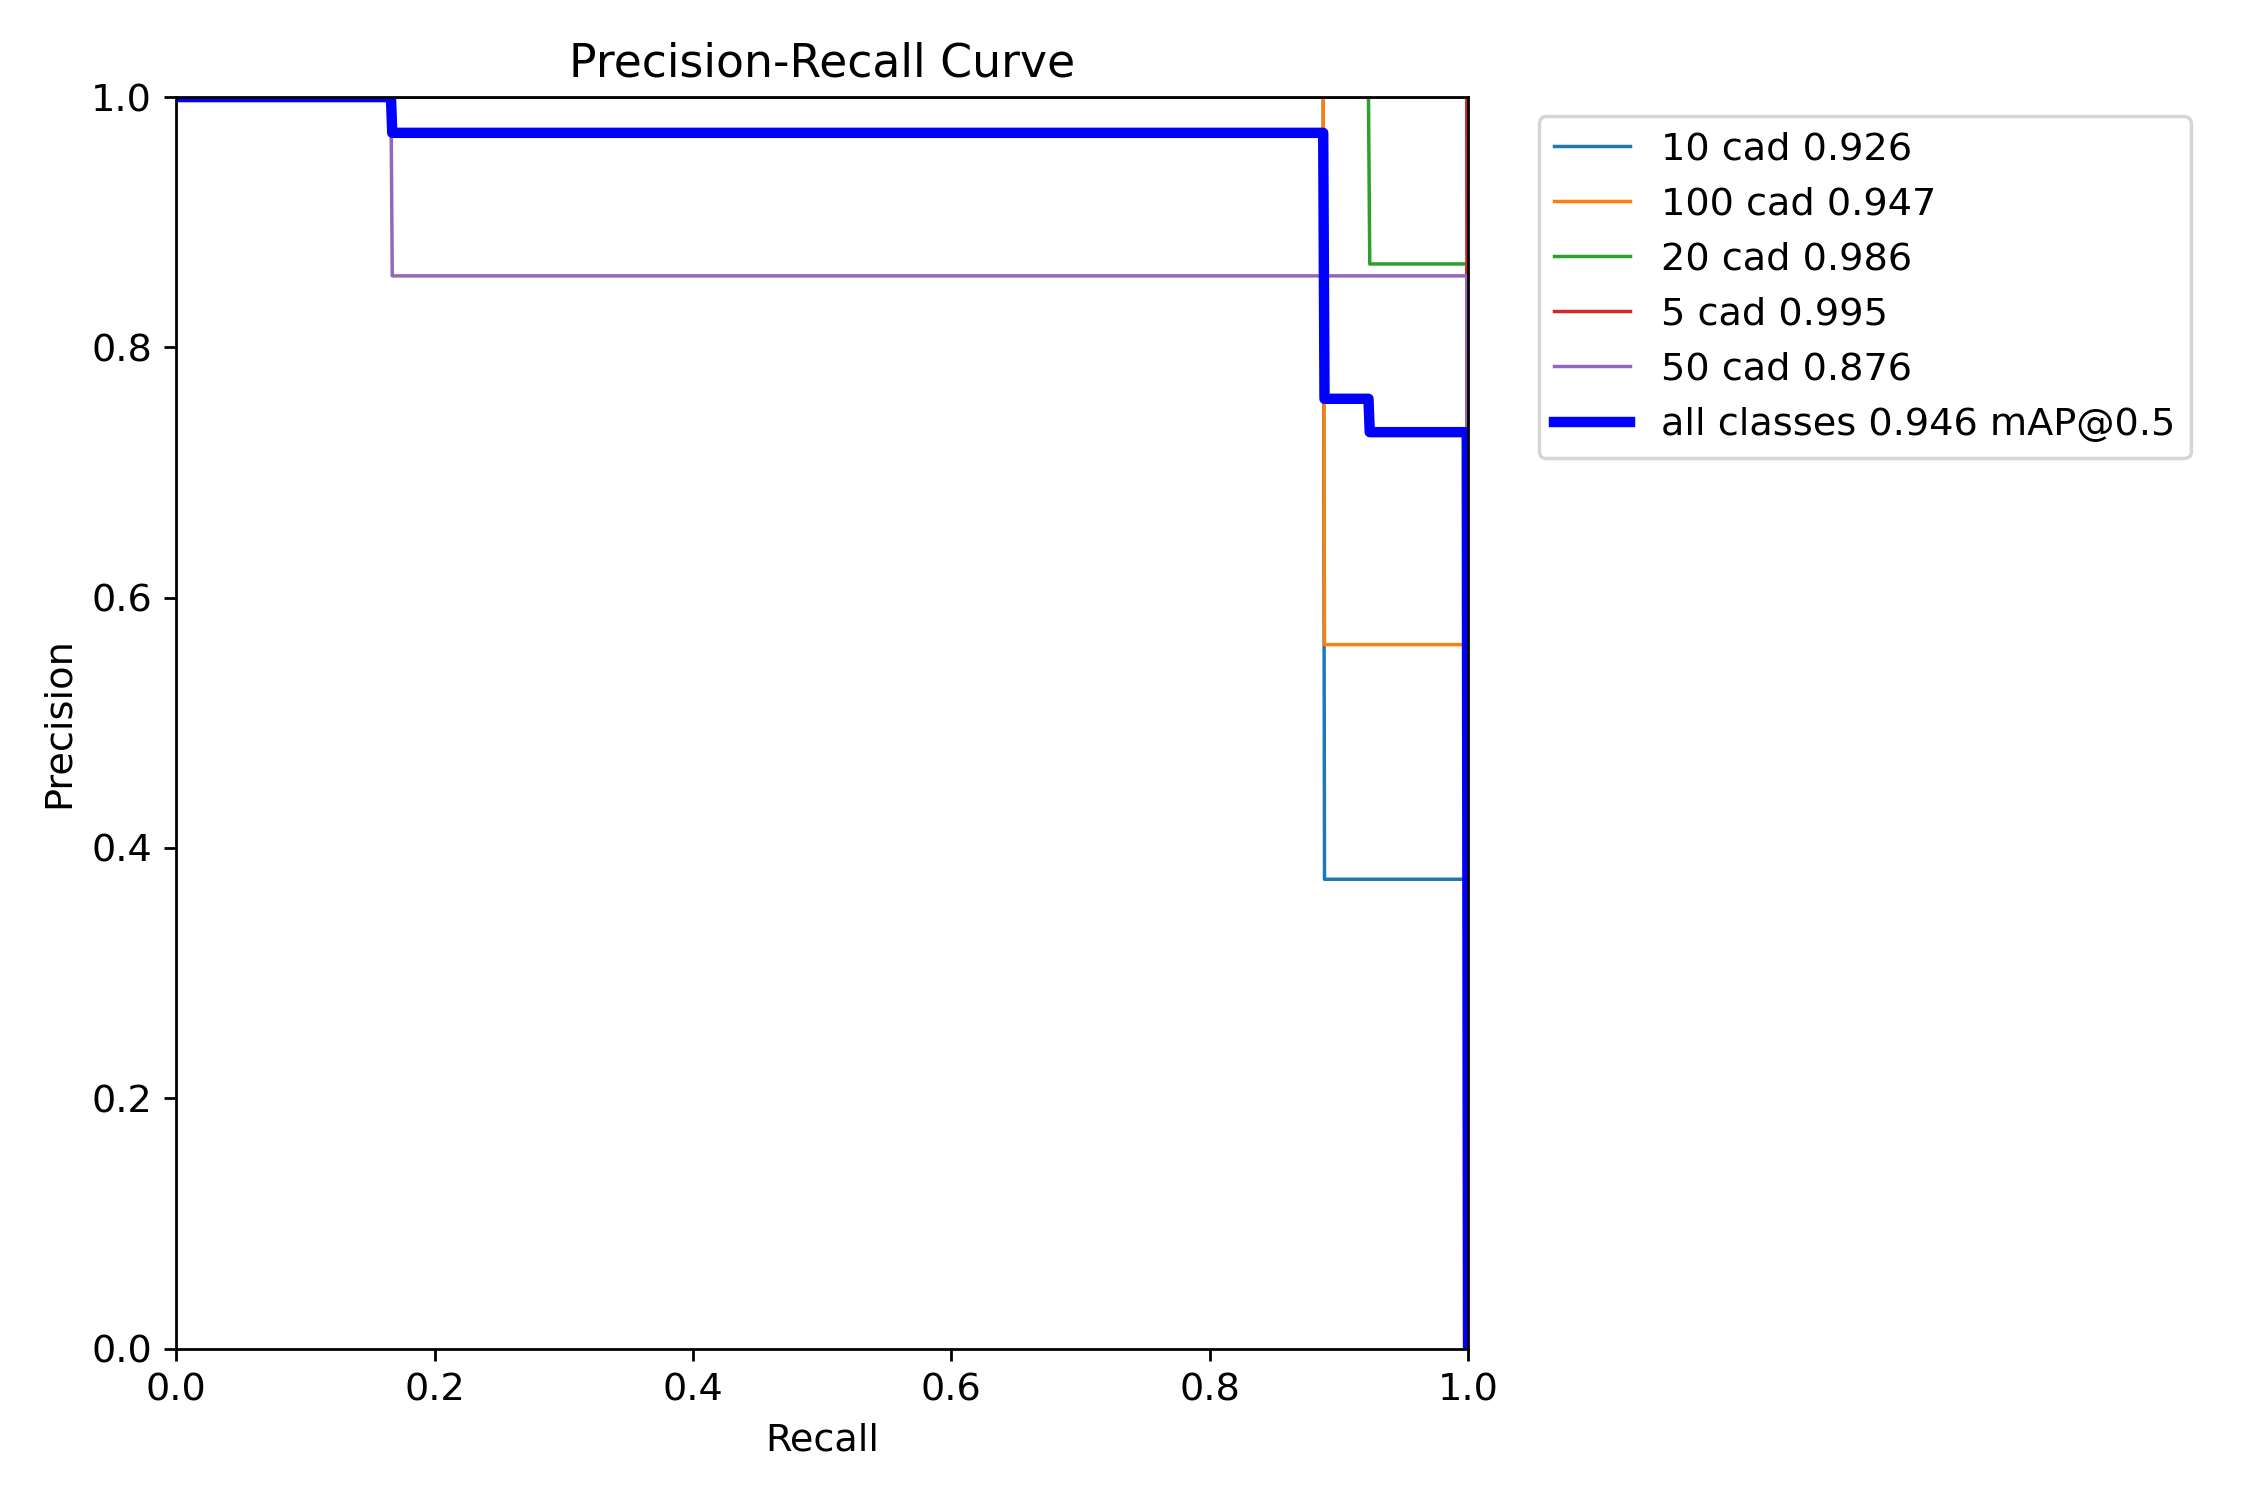 Precision-Recall Curve
1.0
0.8
0.6
0.4
0.2
0.0
Precision
0.0 0.2 0.4 0.6 0.8 1.0
Recall
10 cad 0.926
100 cad 0.947
20 cad 0.986
5 cad 0.995
50 cad 0.876
all classes 0.946 mAP@0.5